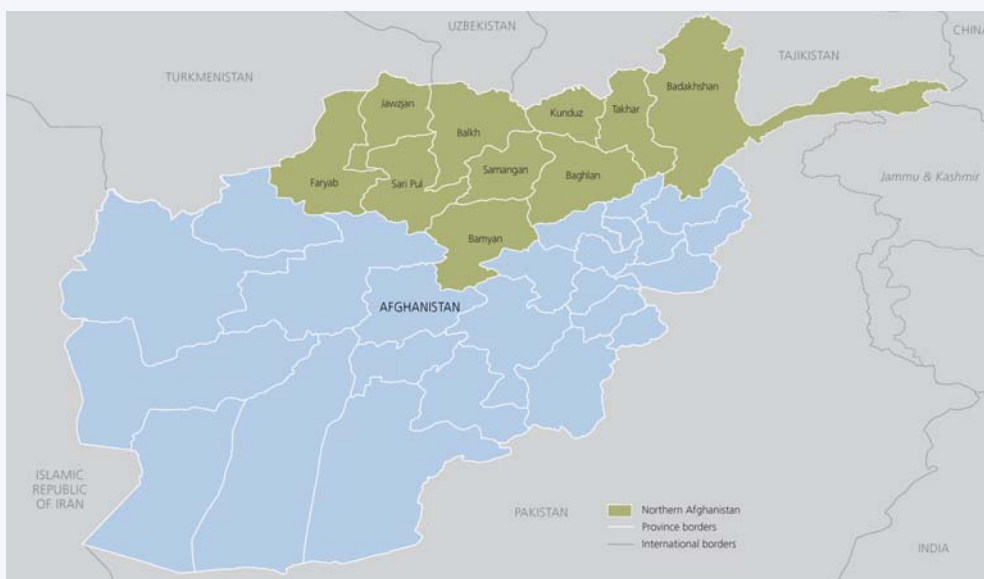 UZBEKISTAN
CHINA
TAJIKISTAN
TURKMENISTAN
Badakhshan
Jawzjan
Kunduz
Takhar
Balkh
Samangan
Baghlan
Faryab
Sari Pul
Jammu & Kashmir
Bamyan
AFGHANISTAN
ISLAMIC
REPUBLIC
OF IRAN
PAKISTAN
Northern Afghanistan
Province borders
International borders
INDIA